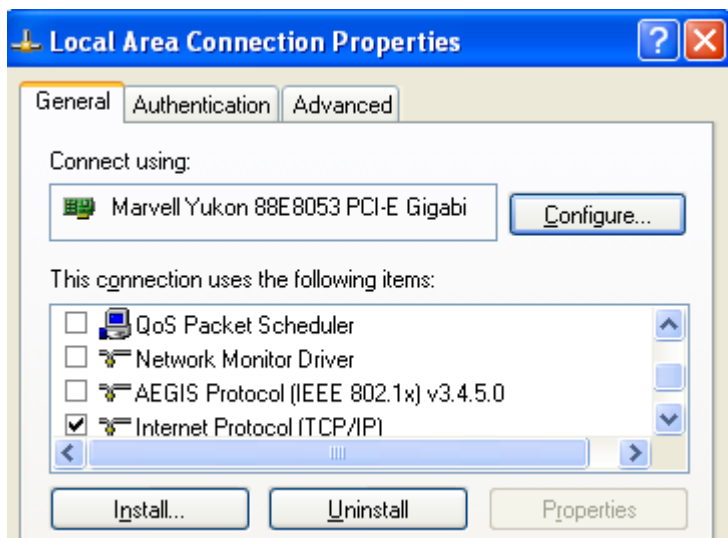 Local Area Connection Properties
General Authentication Advanced
Connect using:
Marvell Yukon 88E8053 PCI-E Gigabi
Configure...
This connection uses the following items:
QoS Packet Scheduler
Network Monitor Driver
AEGIS Protocol (IEEE 802.1x) v3.4.5.0
Internet Protocol (TCP/IP)
Install... Uninstall Properties